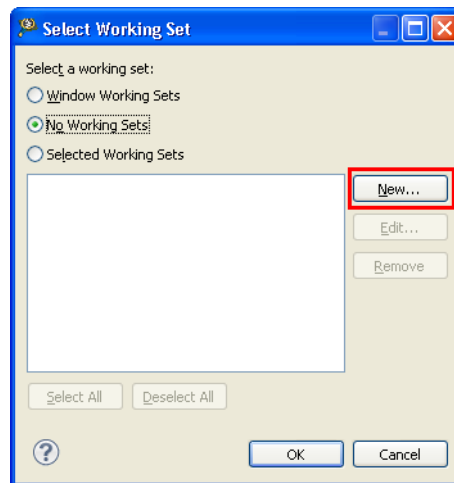 Select Working Set
Select a working set:
Window Working Sets
No Working Sets
Selected Working Sets
New...
Edit...
Remove
Select All Deselect All
? OK Cancel